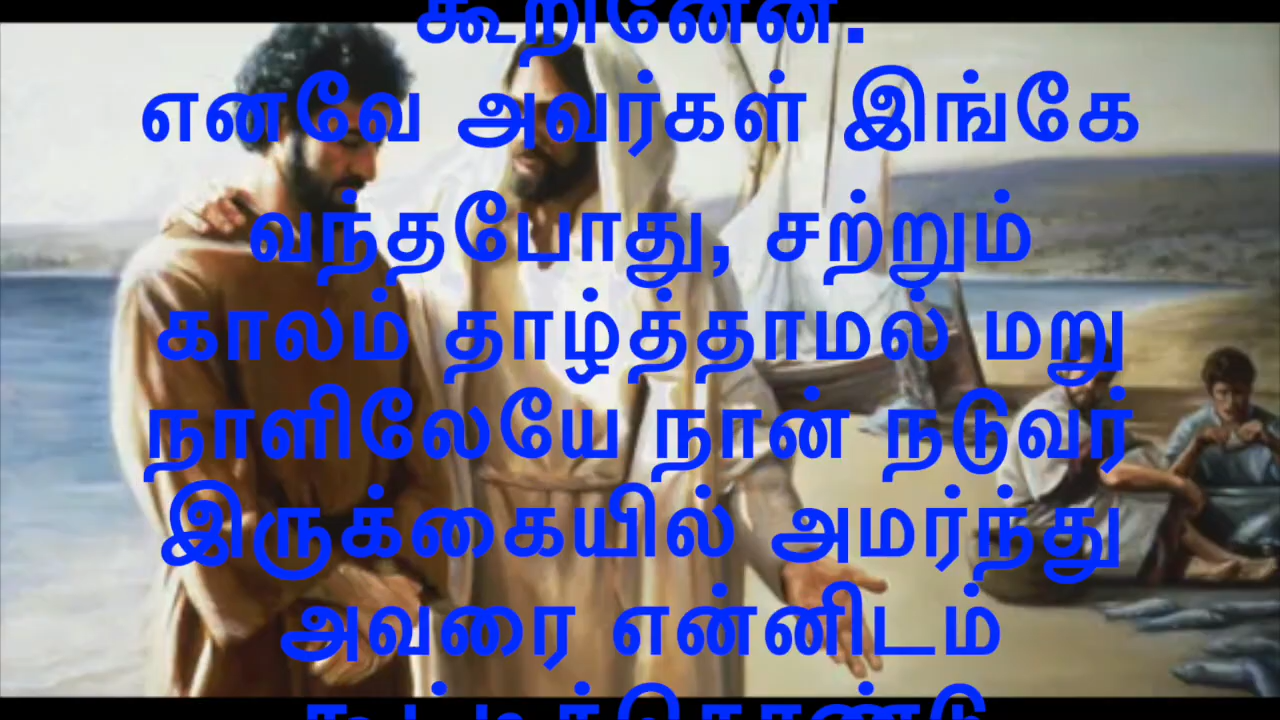 கூறினேன்.
எனவே அவர்கள் இங்கே
வந்தபோது, சற்றும்
காலம் தாழ்த்தாமல் மறு
நாளிலேயே நான் நடுவர்
இருக்கையில் அமர்ந்து
அவரை என்னிடம்
கூட்டிக்கொண்டு